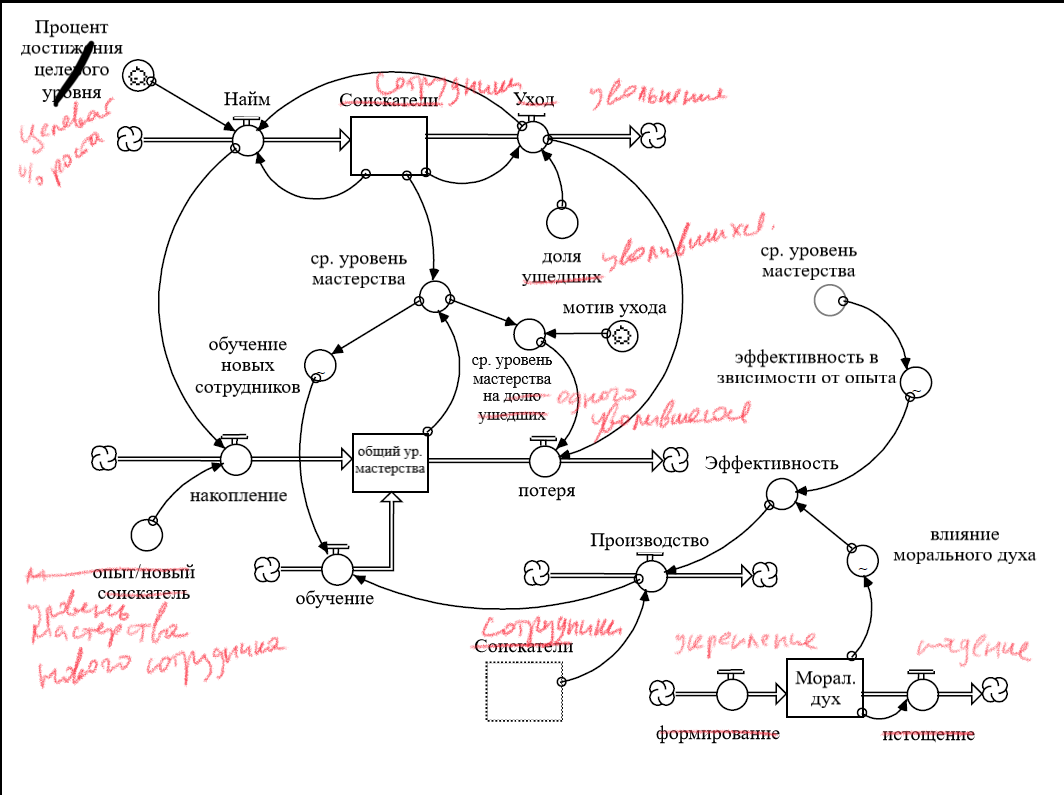 Процент
достижения
целевого
уровня
целевой
% роста
Найм
Сотрудники
Соискатели
Уход
увольнения
доля
ушедших
уволившихся.
ср. уровень
мастерства
мотив ухода
ср. уровень
мастерства
обучение
новых
сотрудников
ср. уровень
мастерства
на долю
ушедших
одного
уволившегося
эффективность в
звисимости от опыта
общий ур.
мастерства
накопление
потеря
Эффективность
опыт/новый
соискатель
уровень
мастерства
нового сотрудника
обучение
Производство
влияние
морального духа
Сотрудники
Соискатели
укрепление
падение
Морал.
дух
формирование
истощение